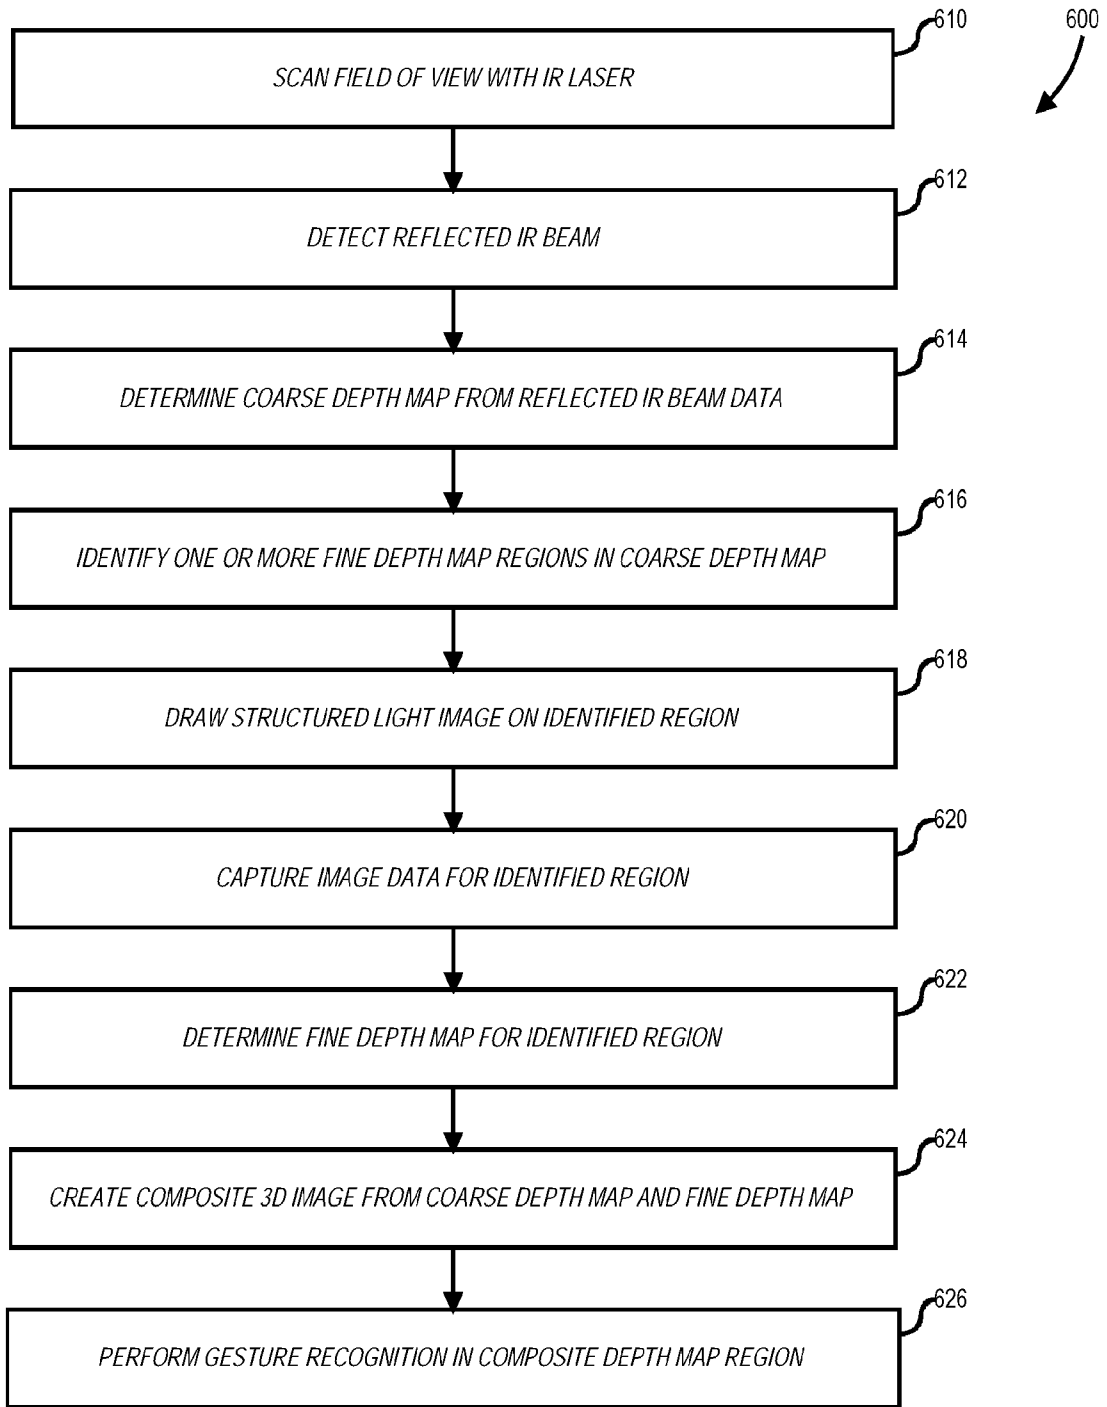 610
600
SCAN FIELD OF VIEW WITH IR LASER
612
DETECT REFLECTED IR BEAM
614
DETERMINE COARSE DEPTH MAP FROM REFLECTED IR BEAM DATA
616
IDENTIFY ONE OR MORE FINE DEPTH MAP REGIONS IN COARSE DEPTH MAP
618
DRAW STRUCTURED LIGHT IMAGE ON IDENTIFIED REGION
620
CAPTURE IMAGE DATA FOR IDENTIFIED REGION
622
DETERMINE FINE DEPTH MAP FOR IDENTIFIED REGION
624
CREATE COMPOSITE 3D IMAGE FROM COARSE DEPTH MAP AND FINE DEPTH MAP
626
PERFORM GESTURE RECOGNITION IN COMPOSITE DEPTH MAP REGION